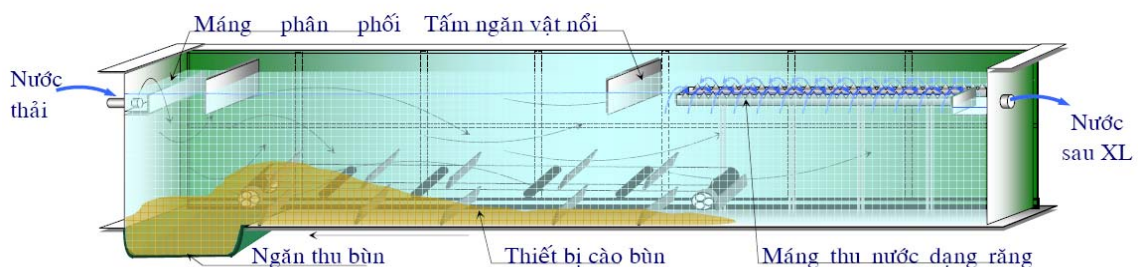 Máng phân phối Tấm ngăn vật nổi
Nước
thải
Nước
sau XL
Ngăn thu bùn
Thiết bị cào bùn
Máng thu nước dạng răng